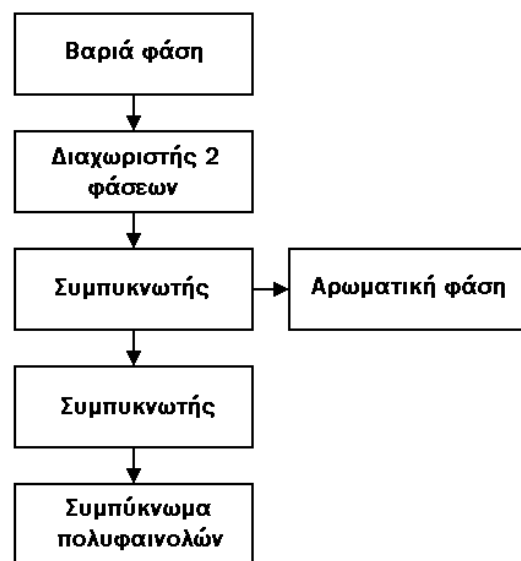 Βαριά φάση
Διαχωριστής 2
φάσεων
Συμπυκνωτής
Αρωματική φάση
Συμπυκνωτής
Συμπύκνωμα
πολυφαινολών